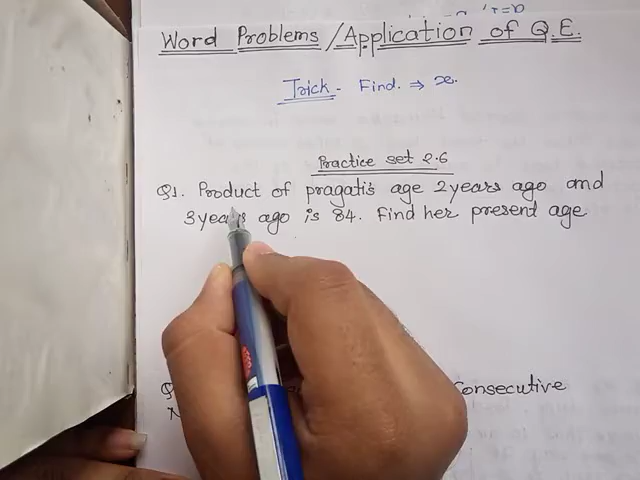 Word Problems/Application of Q.E.
Trick - Find. ⇒ x.
Practice set 2.6
Q1. Product of pragati's age 2years ago and
3years ago is 84. Find her present age
Consecutive